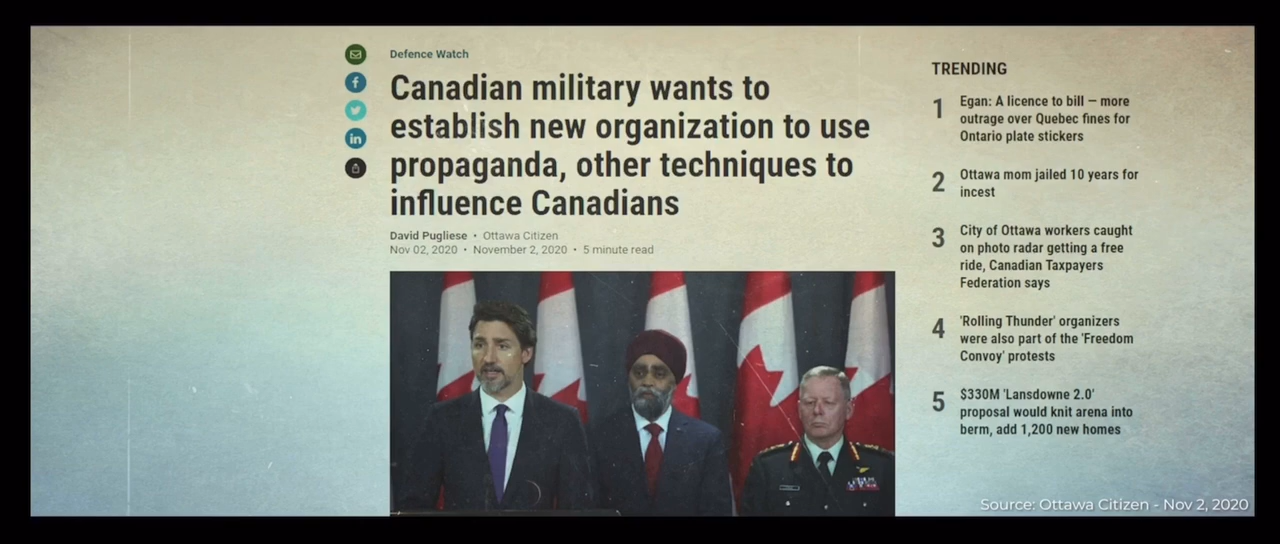 Defence Watch
Canadian military wants to
establish new organization to use
propaganda, other techniques to
influence Canadians
David Pugliese • Ottawa Citizen
Nov 02, 2020 • November 2, 2020 • 5 minute read
TRENDING
1 Egan: A licence to bill — more
outrage over Quebec fines for
Ontario plate stickers
2 Ottawa mom jailed 10 years for
incest
3 City of Ottawa workers caught
on photo radar getting a free
ride, Canadian Taxpayers
Federation says
4 'Rolling Thunder' organizers
were also part of the 'Freedom
Convoy' protests
5 $330M 'Lansdowne 2.0'
proposal would knit arena into
berm, add 1,200 new homes
Source: Ottawa Citizen - Nov 2, 2020